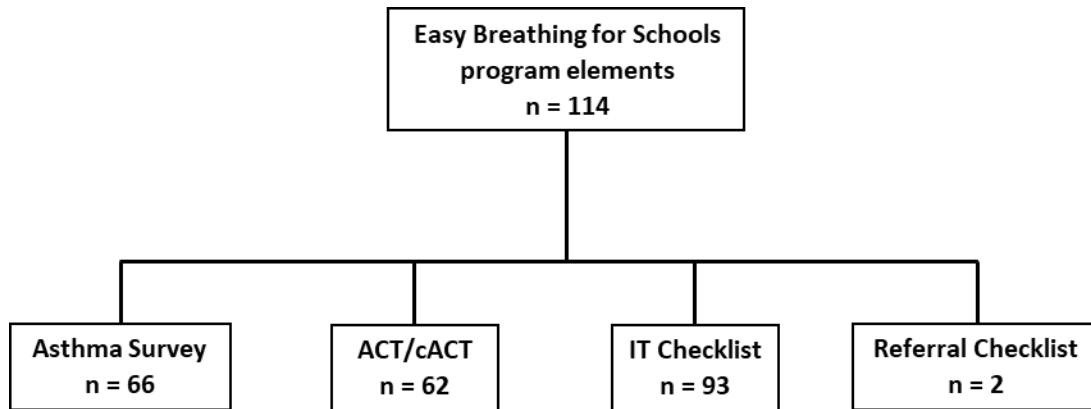 Easy Breathing for Schools
program elements
n = 114
Asthma Survey
n = 66
ACT/cACT
n = 62
IT Checklist
n = 93
Referral Checklist
n = 2